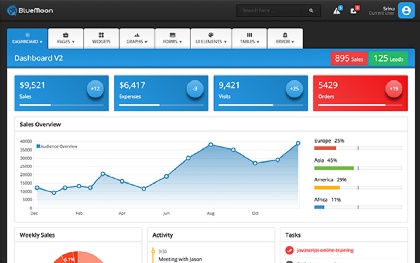 BlueMoon
Search here...
Srinu
Current User
DASHBOARD PAGES WIDGETS GRAPHS FORMS UI ELEMENTS TABLES ERROR
Dashboard V2
895 Sales 125 Leads
$9,521 +12
Sales
$6,417 -3
Expenses
9,421 +25
Visits
5429 +19
Orders
Sales Overview
Audience Overview
40000
35000
30000
25000
20000
15000
10000
5000
0
Dec Feb Apr Jun Aug Oct
Europe 25%
Asia 45%
America 29%
Africa 11%
Weekly Sales
Activity
9:30
Meeting with Jason
Tasks
Javascript online training